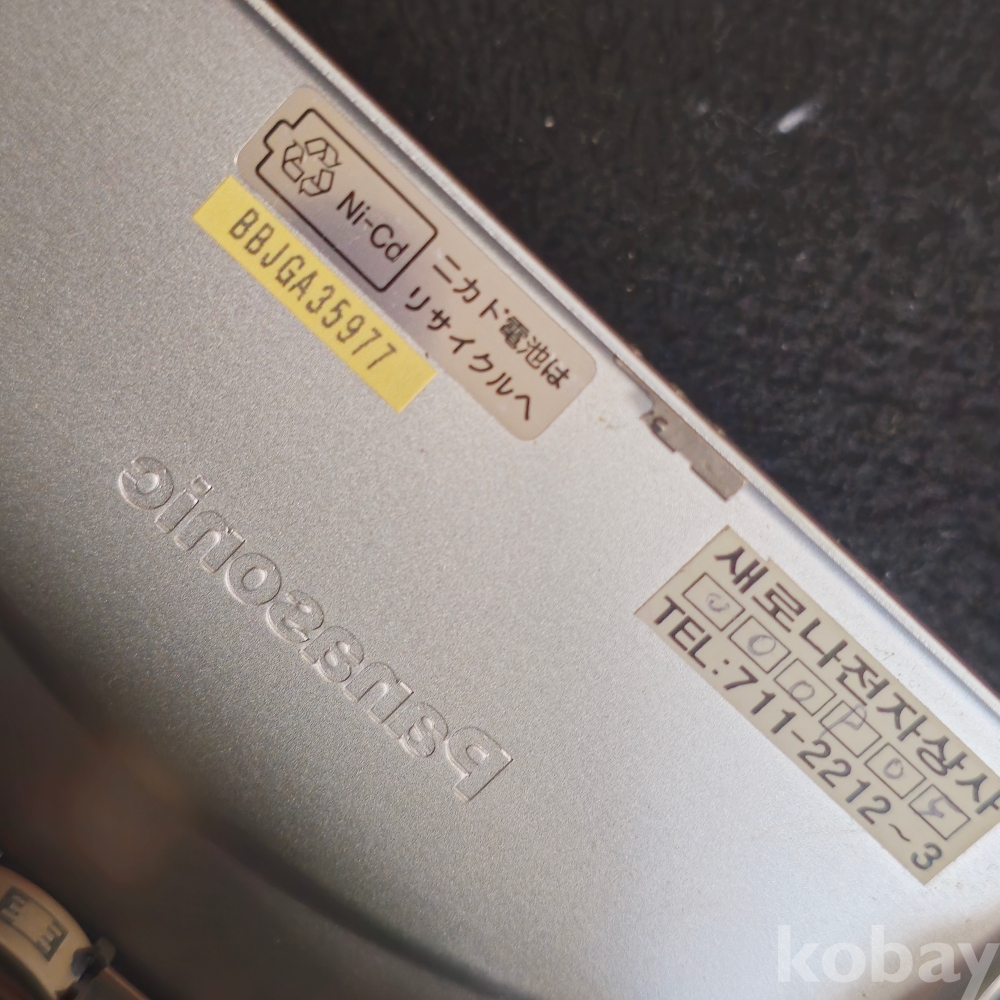 Ni-Cd
ニカド電池は
リサイクルへ
BBJGA35977
Panasonic
새로나전자상사
TEL:711-2212~3
kobay